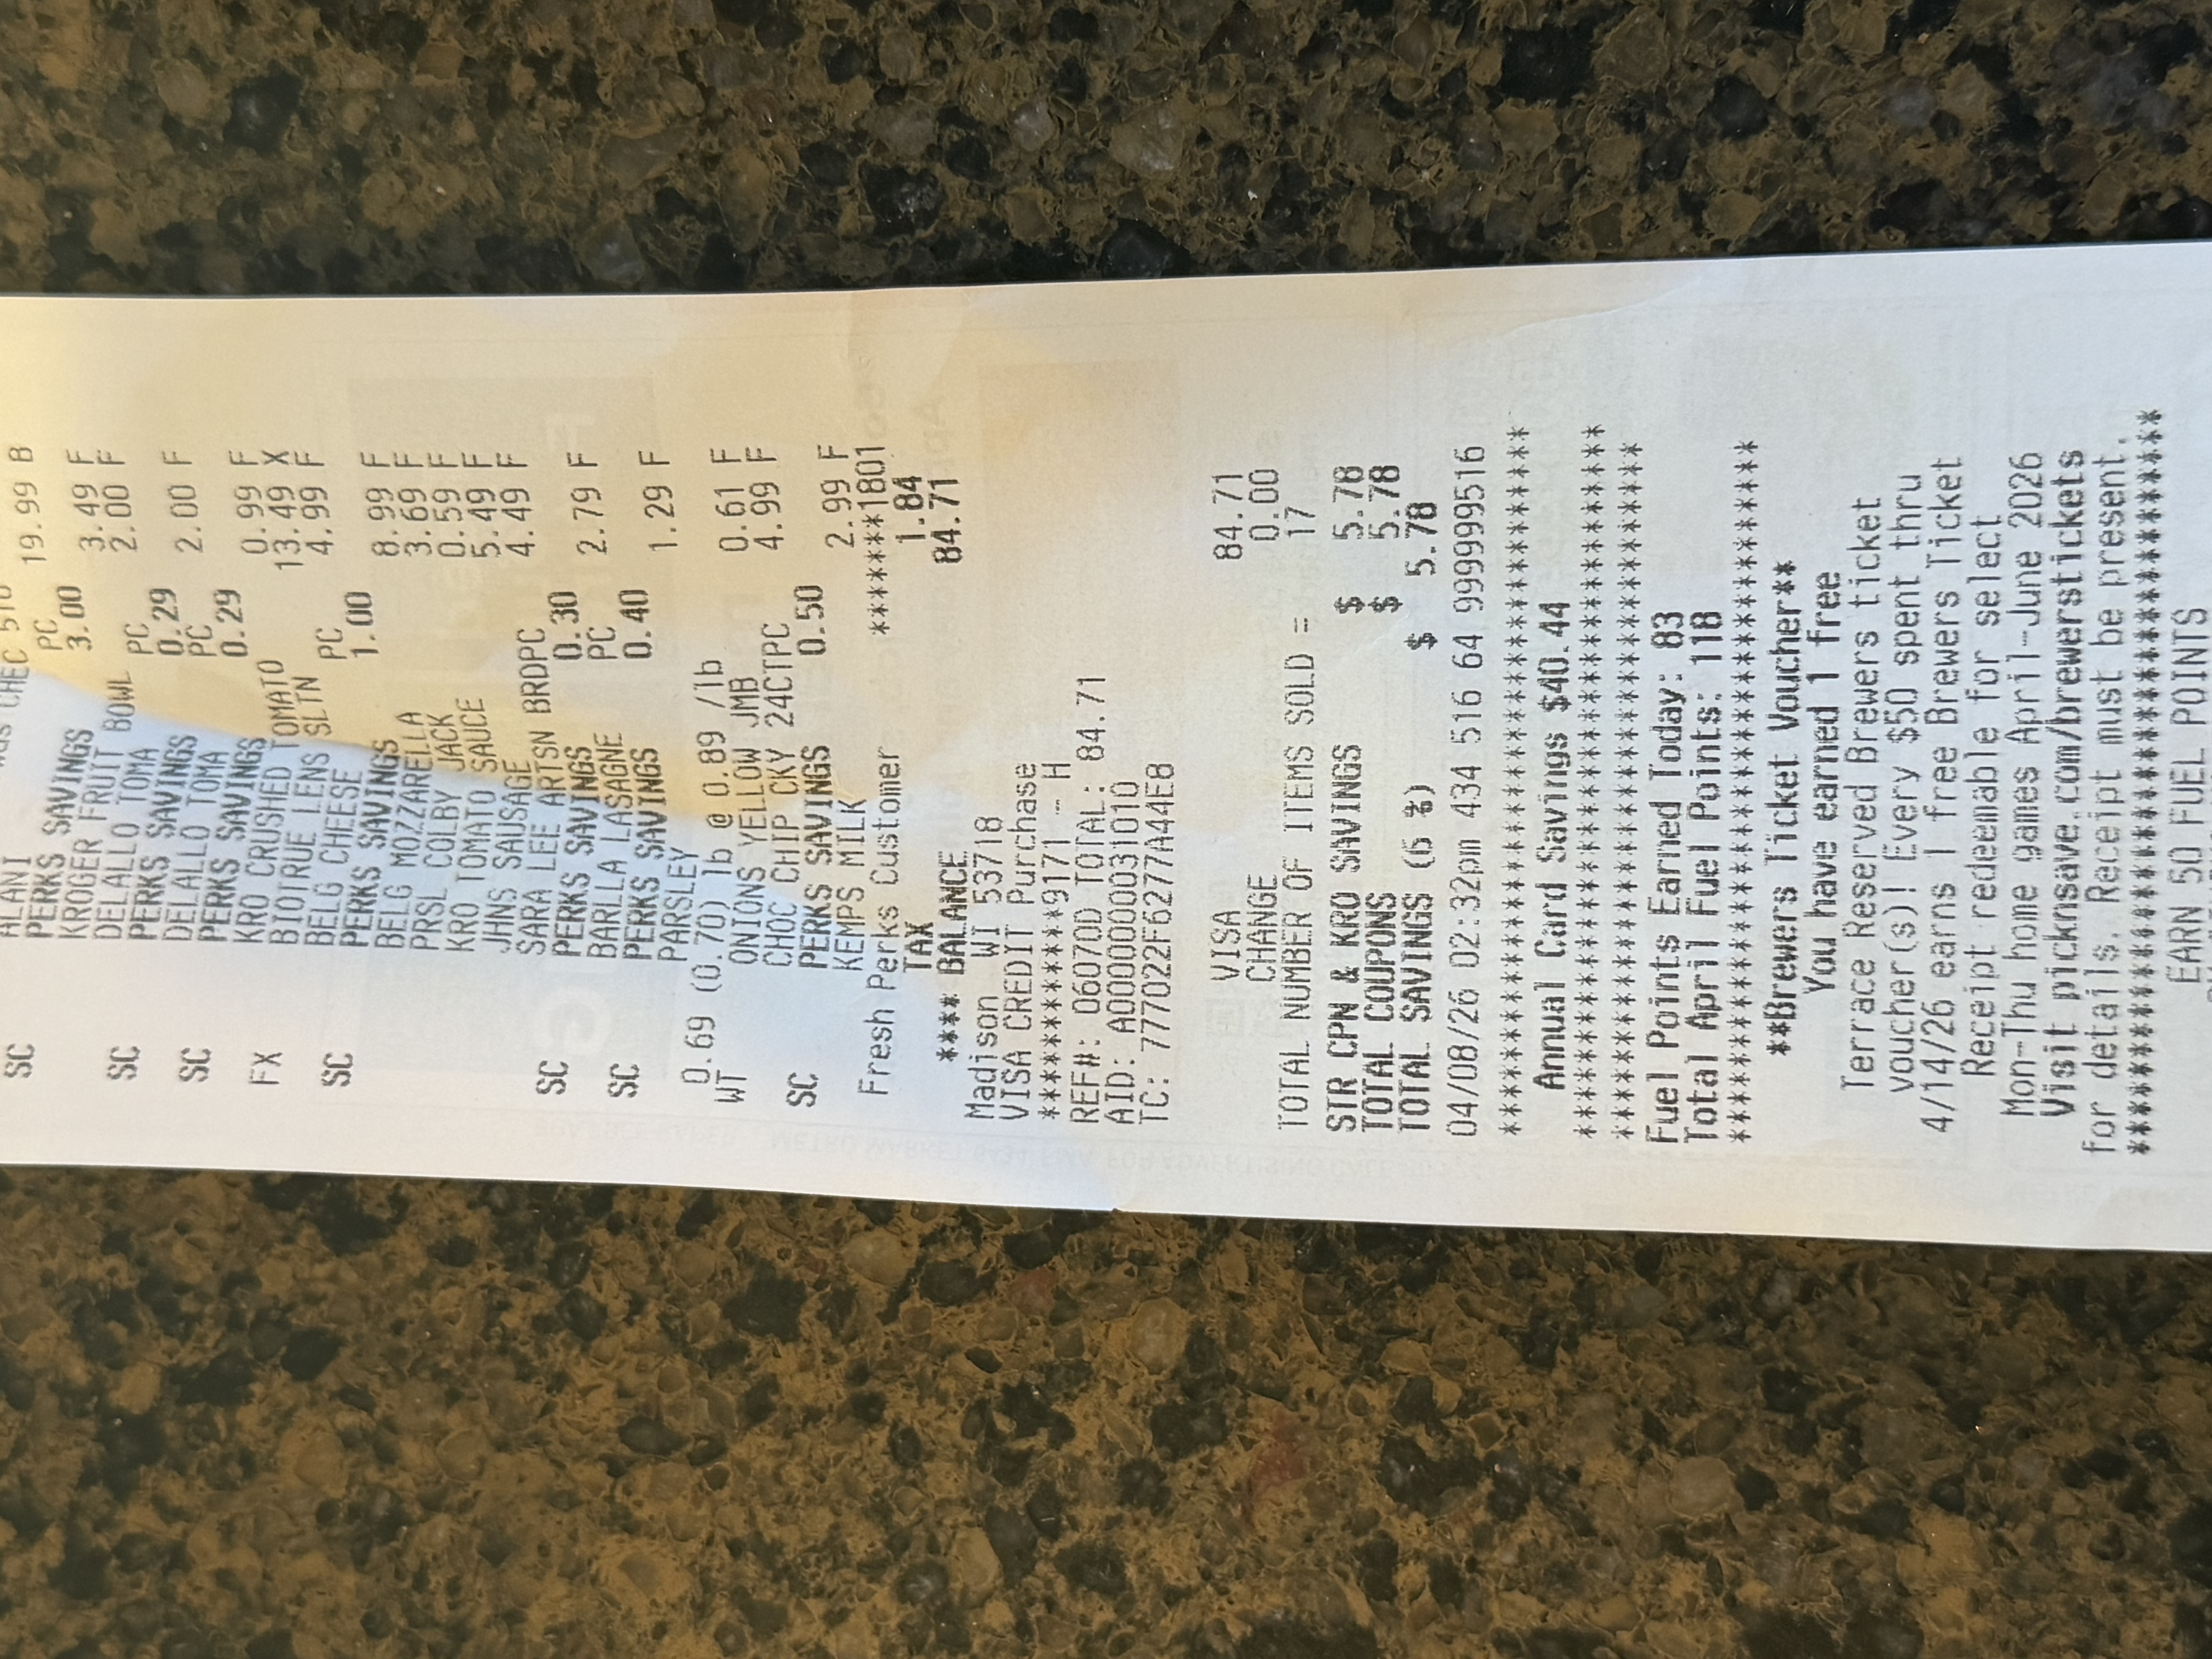 was CHEC
ALANI PC 19.99 B
SC PERKS SAVINGS 3.00
KROGER FRUIT BOWL 3.49 F
DELALLO TOMA PC 2.00 F
SC PERKS SAVINGS 0.29
DELALLO TOMA PC 2.00 F
SC PERKS SAVINGS 0.29
KRO CRUSHED TOMATO 0.99 F
FX BIOTRUE LENS SLTN 13.49 X
BELG CHEESE PC 4.99 F
SC PERKS SAVINGS 1.00
BELG MOZZARELLA 8.99 F
PRSL COLBY JACK 3.69 F
KRO TOMATO SAUCE 0.59 F
JHNS SAUSAGE 5.49 F
SARA LEE ARTSN BRDPC 4.49 F
SC PERKS SAVINGS 0.30
BARLLA LASAGNE PC 2.79 F
SC PERKS SAVINGS 0.40
PARSLEY 1.29 F
0.69 (0.70) lb @ 0.89 /lb
WT ONIONS YELLOW JMB 0.61 F
CHOC CHIP CKY 24CTPC 4.99 F
SC PERKS SAVINGS 0.50
KEMPS MILK 2.99 F
Fresh Perks Customer *******1801
TAX 1.84
**** BALANCE 84.71
Madison WI 53718
VISA CREDIT Purchase
************9171 - H
REF#: 06070D TOTAL: 84.71
AID: A0000000031010
TC: 777022F6277A44E8
VISA 84.71
CHANGE 0.00
TOTAL NUMBER OF ITEMS SOLD = 17
STR CPN & KRO SAVINGS $ 5.78
TOTAL COUPONS $ 5.78
TOTAL SAVINGS (6 %) $ 5.78
04/08/26 02:32pm 434 516 64 999999516
****************************************
Annual Card Savings $40.44
****************************************
****************************************
Fuel Points Earned Today: 83
Total April Fuel Points: 118
****************************************
**Brewers Ticket Voucher**
You have earned 1 free
Terrace Reserved Brewers ticket
voucher(s)! Every $50 spent thru
4/14/26 earns 1 free Brewers Ticket
Receipt redeemable for select
Mon-Thu home games April-June 2026
Visit picknsave.com/brewerstickets
for details. Receipt must be present.
****************************************
EARN 50 FUEL POINTS